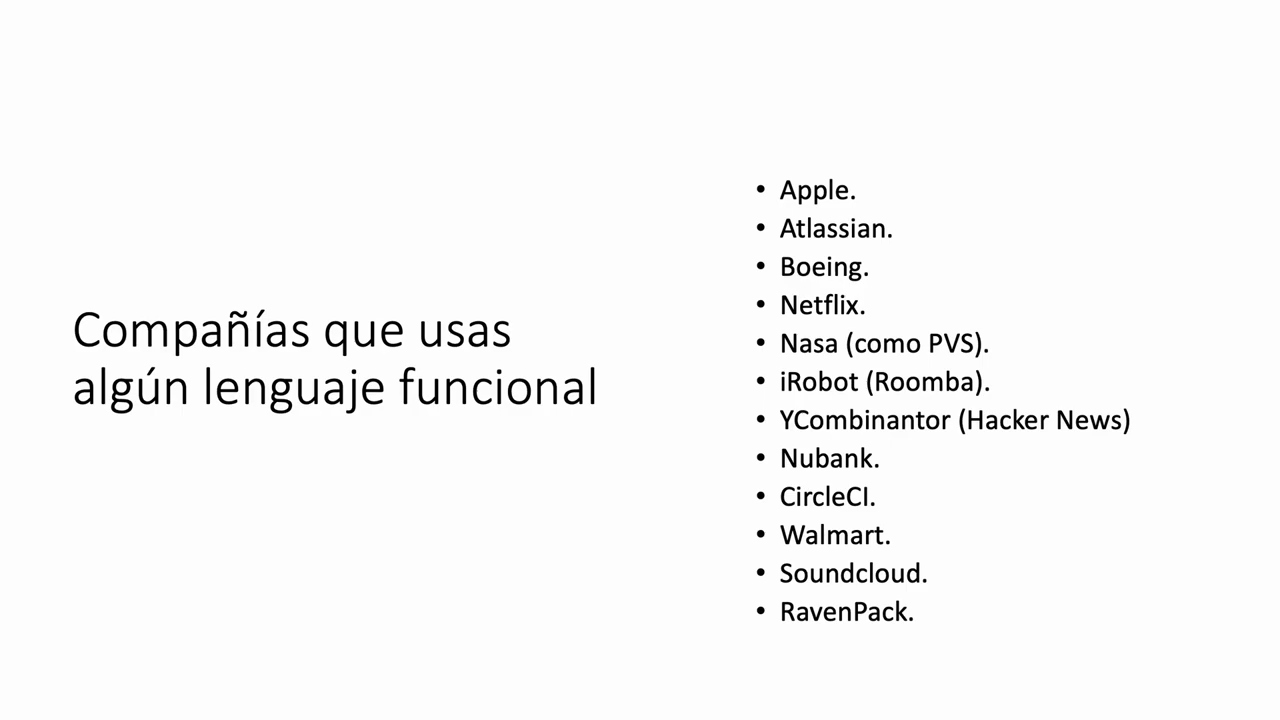 Compañías que usas
algún lenguaje funcional
• Apple.
• Atlassian.
• Boeing.
• Netflix.
• Nasa (como PVS).
• iRobot (Roomba).
• YCombinantor (Hacker News)
• Nubank.
• CircleCI.
• Walmart.
• Soundcloud.
• RavenPack.